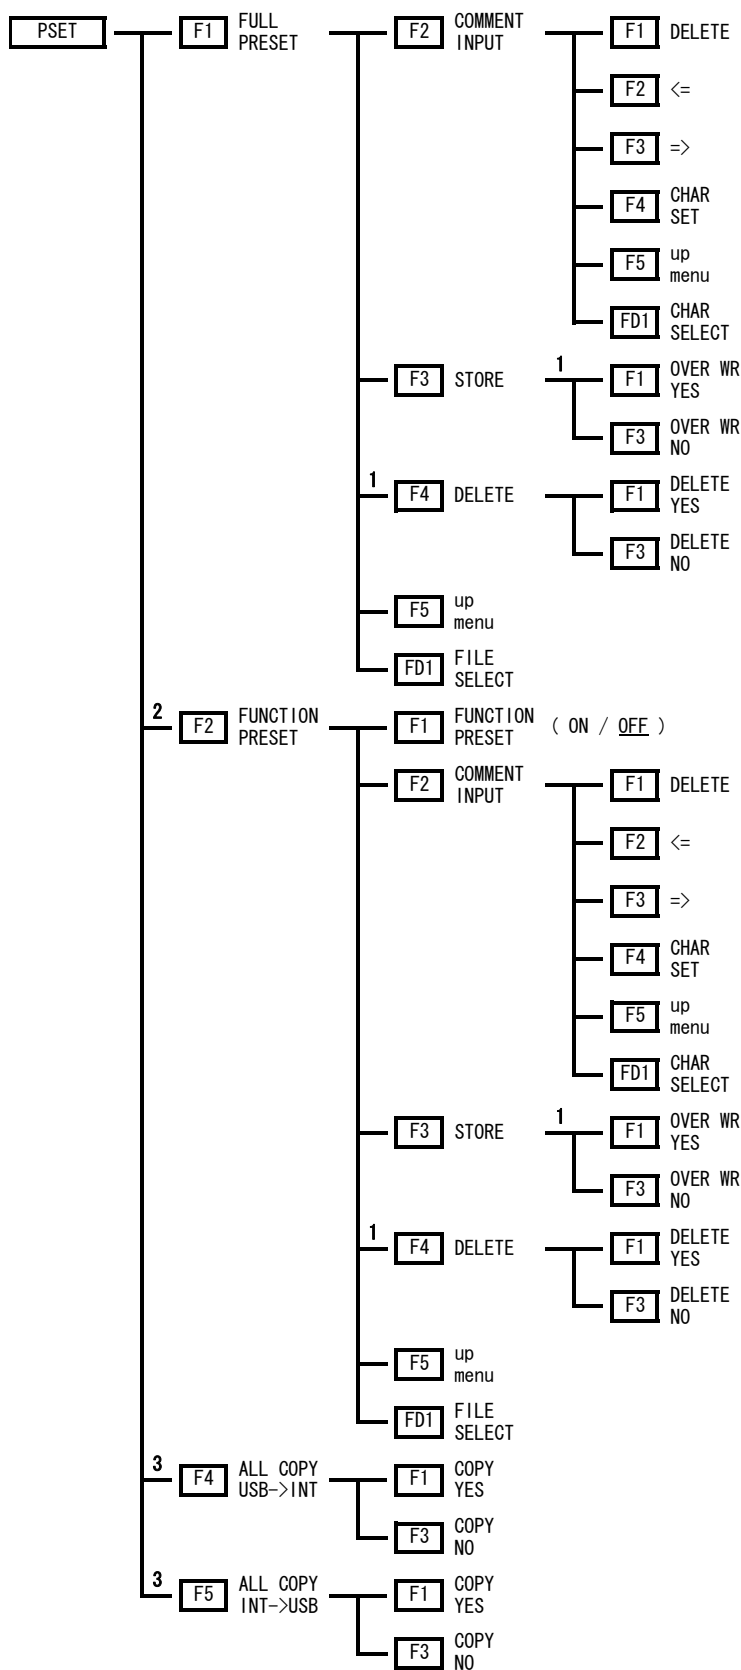 PSET
F1 FULL
PRESET
F2 COMMENT
INPUT
F1 DELETE
F2 <=
F3 =>
F4 CHAR
SET
F5 up
menu
FD1 CHAR
SELECT
F3 STORE
1
F1 OVER WR
YES
F3 OVER WR
NO
1
F4 DELETE
F1 DELETE
YES
F3 DELETE
NO
F5 up
menu
FD1 FILE
SELECT
2
F2 FUNCTION
PRESET
F1 FUNCTION
PRESET
( ON / OFF )
F2 COMMENT
INPUT
F1 DELETE
F2 <=
F3 =>
F4 CHAR
SET
F5 up
menu
FD1 CHAR
SELECT
F3 STORE
1
F1 OVER WR
YES
F3 OVER WR
NO
1
F4 DELETE
F1 DELETE
YES
F3 DELETE
NO
F5 up
menu
FD1 FILE
SELECT
3
F4 ALL COPY
USB->INT
F1 COPY
YES
F3 COPY
NO
3
F5 ALL COPY
INT->USB
F1 COPY
YES
F3 COPY
NO